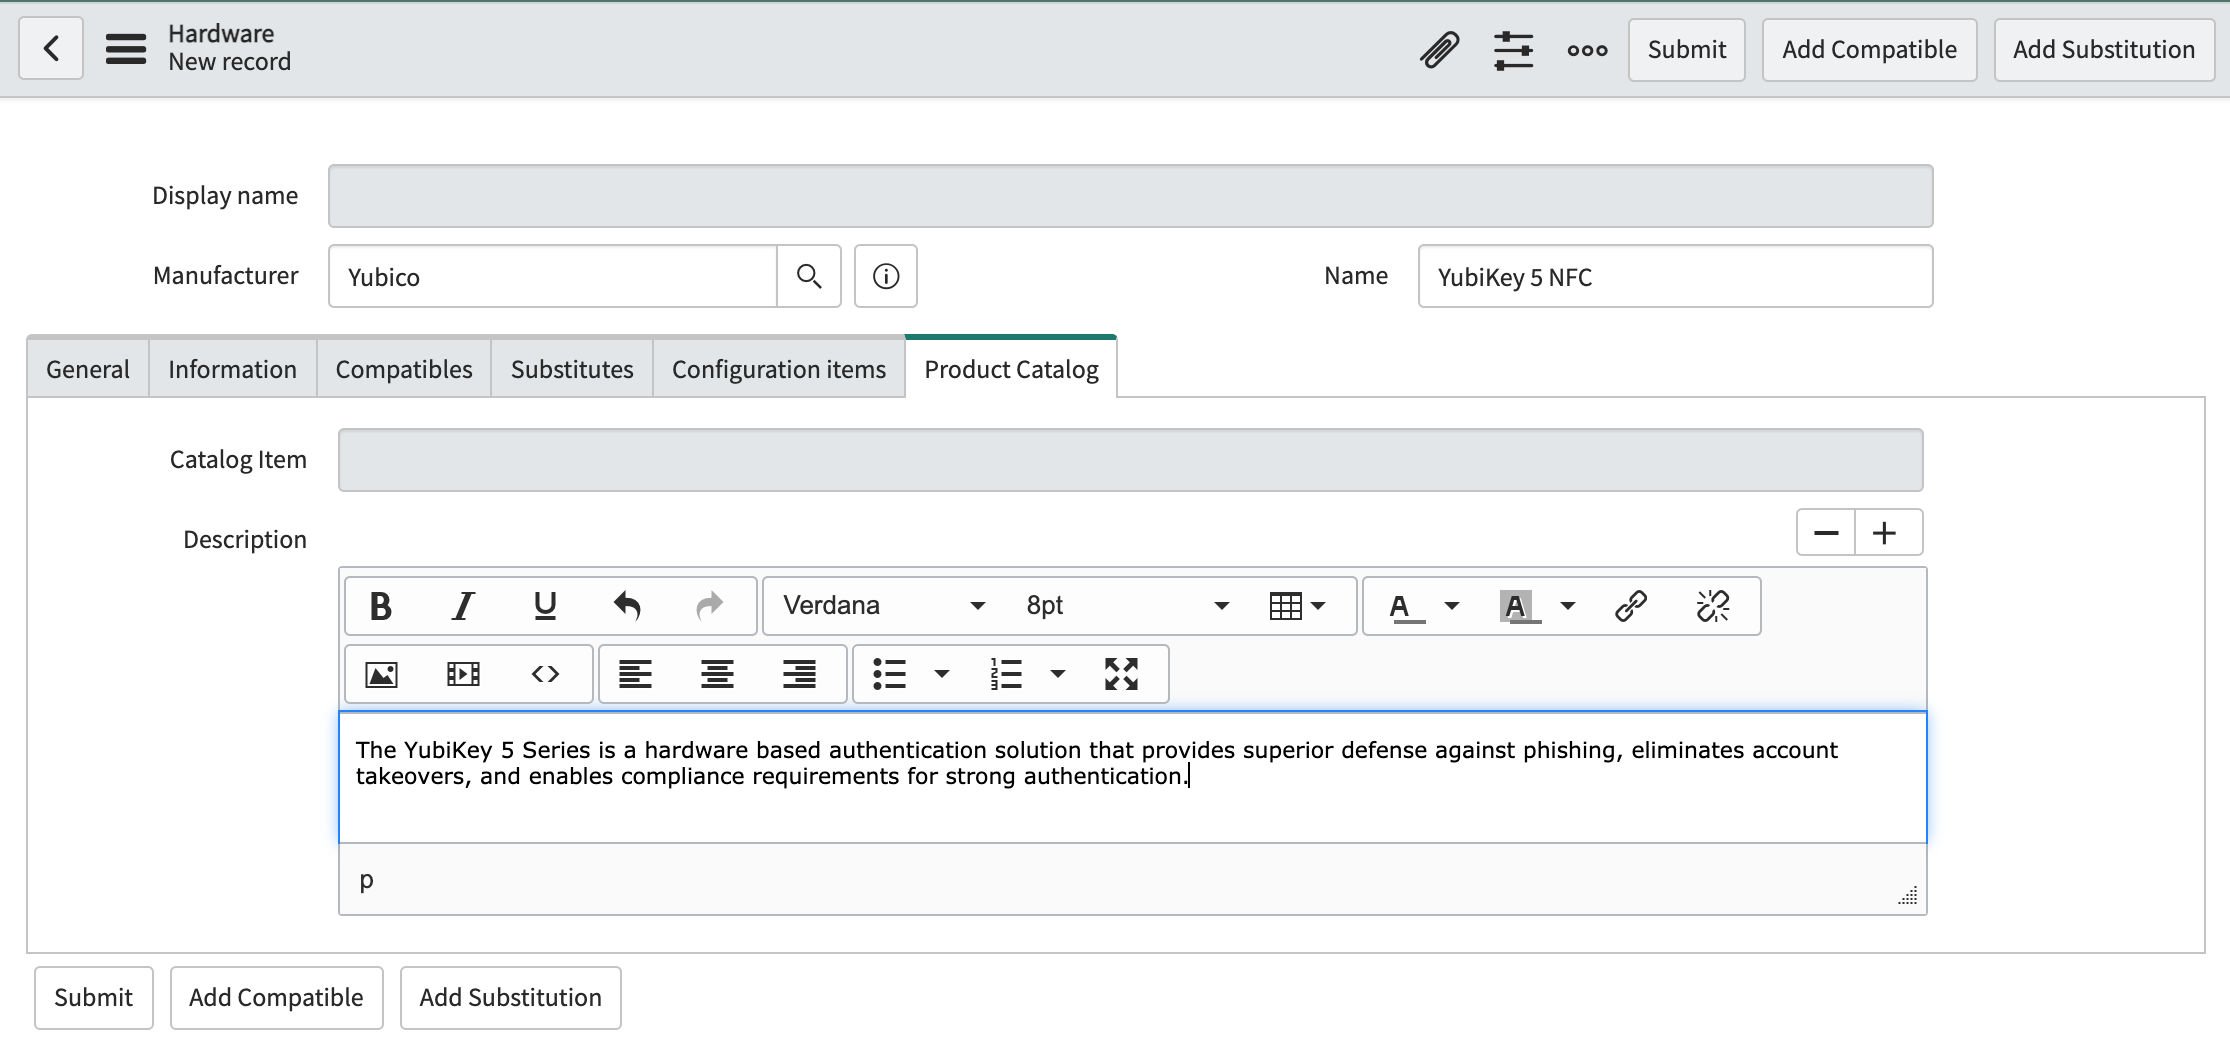 Hardware
New record
Submit
Add Compatible
Add Substitution
Display name
Manufacturer
Yubico
Name
YubiKey 5 NFC
General
Information
Compatibles
Substitutes
Configuration items
Product Catalog
Catalog Item
Description
Verdana
8pt
The YubiKey 5 Series is a hardware based authentication solution that provides superior defense against phishing, eliminates account
takeovers, and enables compliance requirements for strong authentication.
p
Submit
Add Compatible
Add Substitution